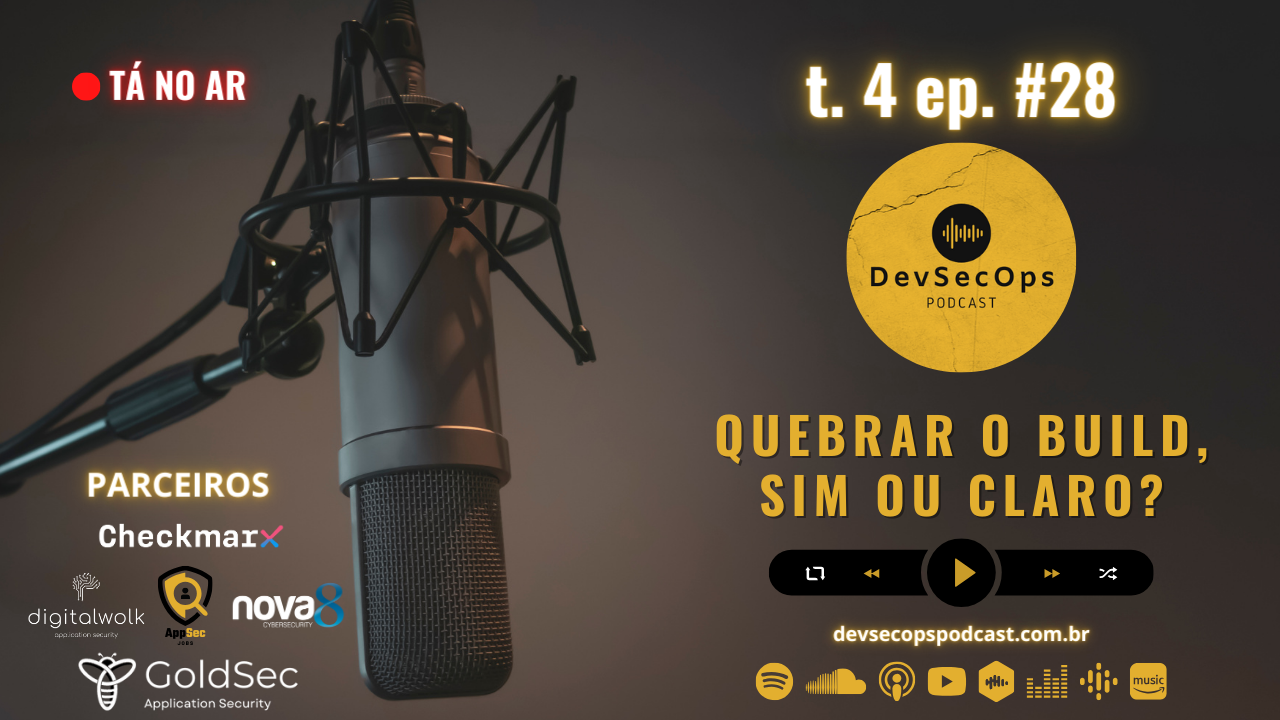 TÁ NO AR
t. 4 ep. #28
DevSecOps
PODCAST
QUEBRAR O BUILD,
SIM OU CLARO?
devsecopspodcast.com.br
music
PARCEIROS
Checkmarx
digitalwolk
application security
AppSec
JOBS
nova8
CYBERSECURITY
GoldSec
Application Security